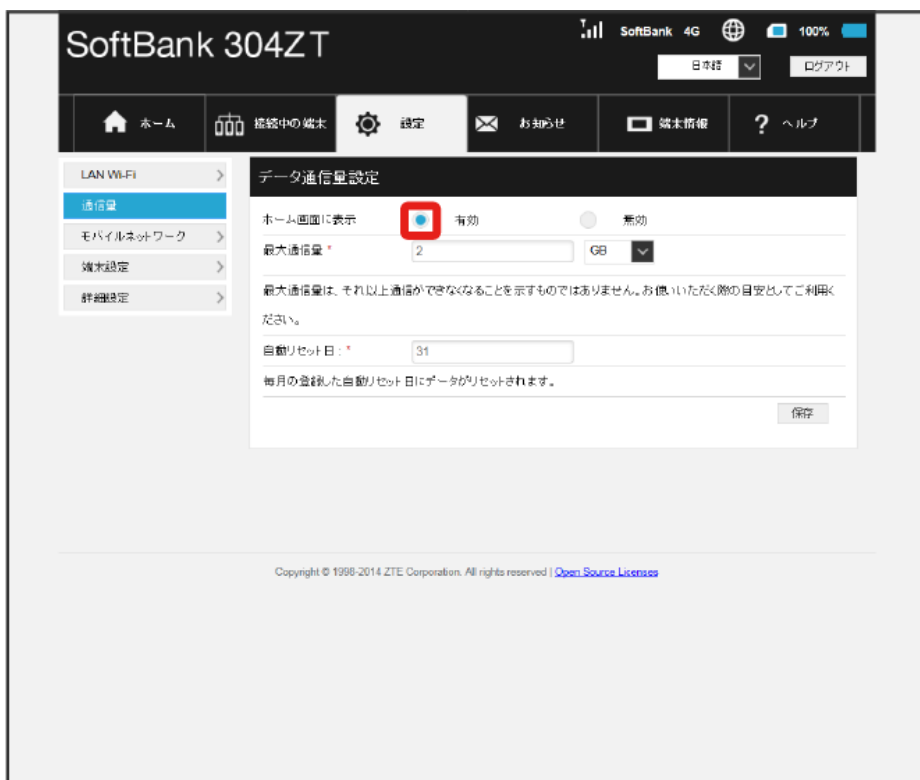 SoftBank 304ZT
SoftBank 4G 100%
日本語 ログアウト
ホーム 接続中の端末 設定 お知らせ 端末情報 ? ヘルプ
LAN Wi-Fi
通信量
モバイルネットワーク
端末設定
詳細設定
データ通信量設定
ホーム画面に表示 有効 無効
最大通信量 * 2 GB
最大通信量は、それ以上通信ができなくなることを示すものではありません。お使いいただく際の目安としてご利用く
ださい。
自動リセット日 : * 31
毎月の登録した自動リセット日にデータがリセットされます。
保存
Copyright © 1998-2014 ZTE Corporation. All rights reserved | Open Source Licenses